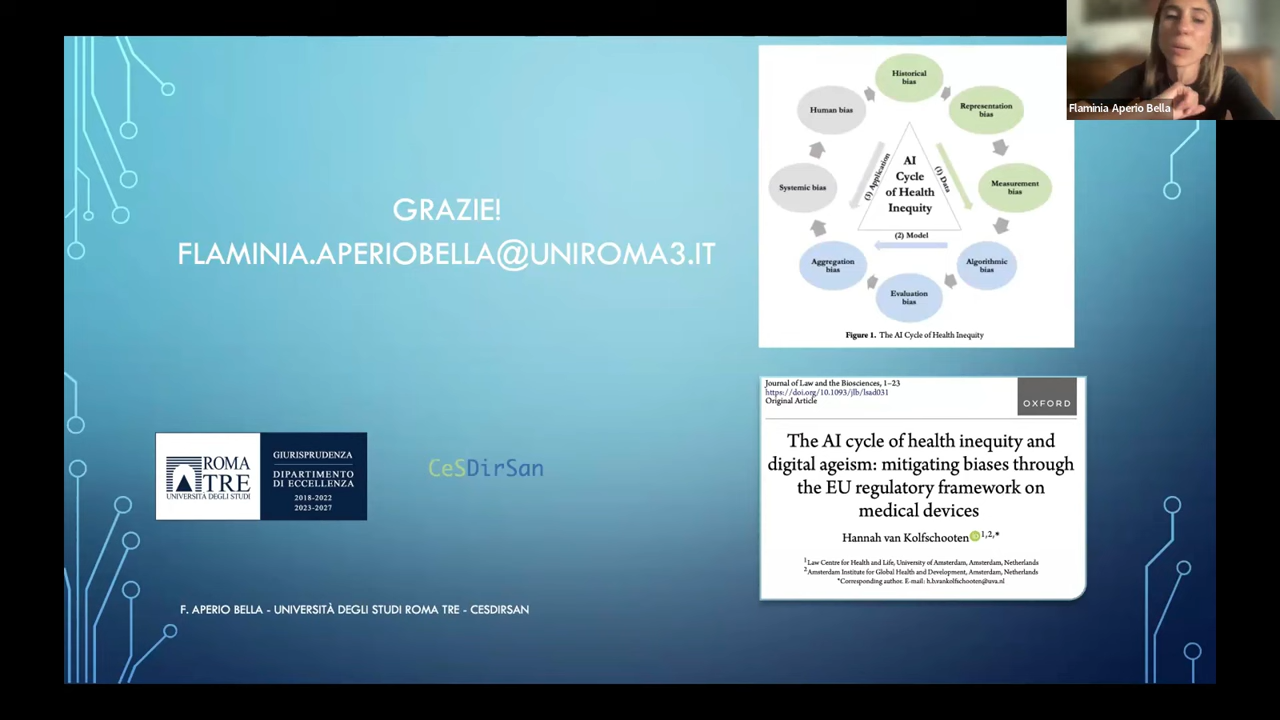 GRAZIE!
FLAMINIA.APERIOBELLA@UNIROMA3.IT
ROMA
TRE
UNIVERSITÀ DEGLI STUDI
GIURISPRUDENZA
DIPARTIMENTO
DI ECCELLENZA
2018-2022
2023-2027
CeSDirSan
F. APERIO BELLA - UNIVERSITÀ DEGLI STUDI ROMA TRE - CESDIRSAN
Historical
bias
Representation
bias
Measurement
bias
Algorithmic
bias
Evaluation
bias
Aggregation
bias
Systemic bias
Human bias
AI
Cycle
of Health
Inequity
(1) Data
(2) Model
(3) Application
Figure 1. The AI Cycle of Health Inequity
Journal of Law and the Biosciences, 1–23
https://doi.org/10.1093/jlb/lsad031
Original Article
OXFORD
The AI cycle of health inequity and
digital ageism: mitigating biases through
the EU regulatory framework on
medical devices
Hannah van Kolfschooten iD 1,2,*
1Law Centre for Health and Life, University of Amsterdam, Amsterdam, Netherlands
2Amsterdam Institute for Global Health and Development, Amsterdam, Netherlands
*Corresponding author. E-mail: h.b.vankolfschooten@uva.nl
Flaminia Aperio Bella